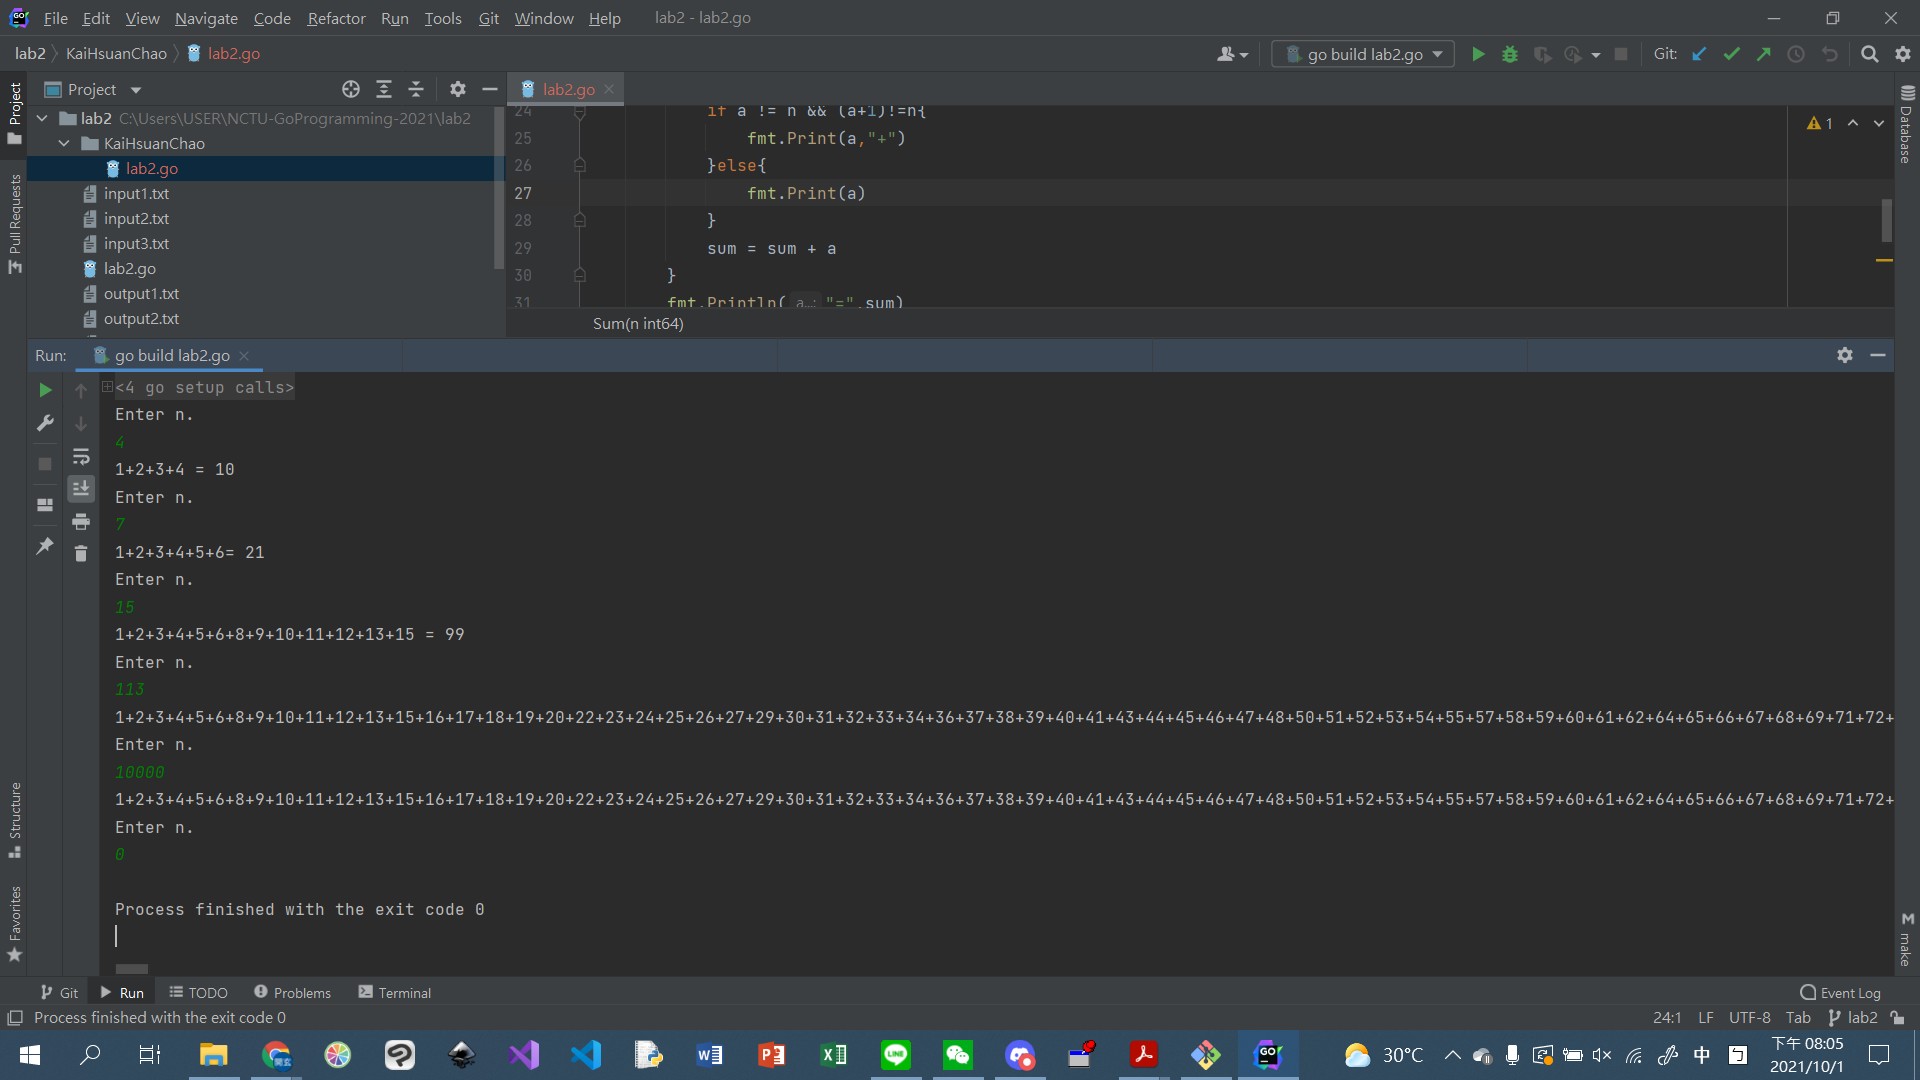 File Edit View Navigate Code Refactor Run Tools Git Window Help lab2 - lab2.go
lab2 KaiHsuanChao lab2.go
go build lab2.go Git:
Project
lab2.go
lab2 C:\Users\USER\NCTU-GoProgramming-2021\lab2
KaiHsuanChao
lab2.go
input1.txt
input2.txt
input3.txt
lab2.go
output1.txt
output2.txt
24 if a != n && (a+1)!=n{
25 fmt.Print(a,"+")
26 }else{
27 fmt.Print(a)
28 }
29 sum = sum + a
30 }
31 fmt.Println( a...: "=",sum)
1
Sum(n int64)
Project
Pull Requests
Structure
Favorites
Database
make
Run: go build lab2.go
<4 go setup calls>
Enter n.
4
1+2+3+4 = 10
Enter n.
7
1+2+3+4+5+6= 21
Enter n.
15
1+2+3+4+5+6+8+9+10+11+12+13+15 = 99
Enter n.
113
1+2+3+4+5+6+8+9+10+11+12+13+15+16+17+18+19+20+22+23+24+25+26+27+29+30+31+32+33+34+36+37+38+39+40+41+43+44+45+46+47+48+50+51+52+53+54+55+57+58+59+60+61+62+64+65+66+67+68+69+71+72+
Enter n.
10000
1+2+3+4+5+6+8+9+10+11+12+13+15+16+17+18+19+20+22+23+24+25+26+27+29+30+31+32+33+34+36+37+38+39+40+41+43+44+45+46+47+48+50+51+52+53+54+55+57+58+59+60+61+62+64+65+66+67+68+69+71+72+
Enter n.
0
Process finished with the exit code 0
Git Run TODO Problems Terminal Event Log
Process finished with the exit code 0
24:1 LF UTF-8 Tab lab2
30°C 中 下午 08:05
2021/10/1